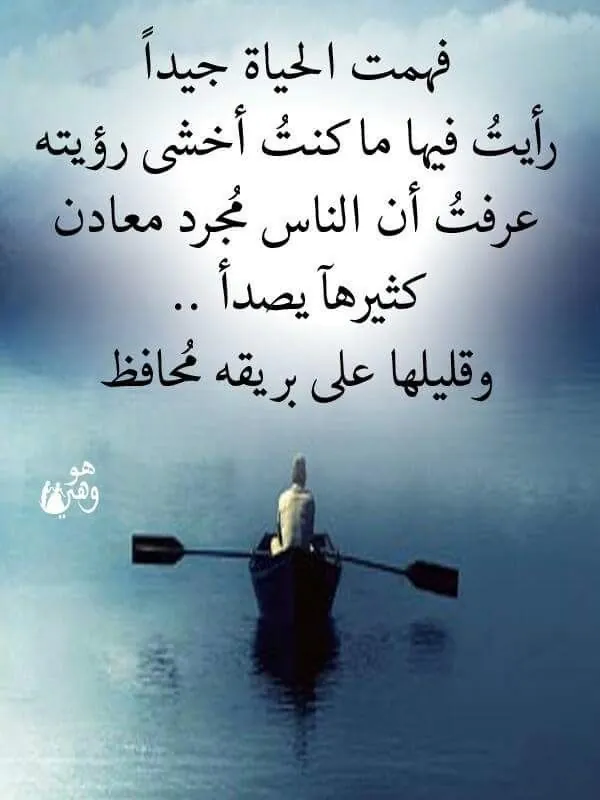 فهمت الحياة جيداً
رأيتُ فيها ما كنتُ أخشى رؤيته
عرفتُ أن الناس مُجرد معادن
كثيرهآ يصدأ ..
وقليلها على بريقه مُحافظ
هو
وهي